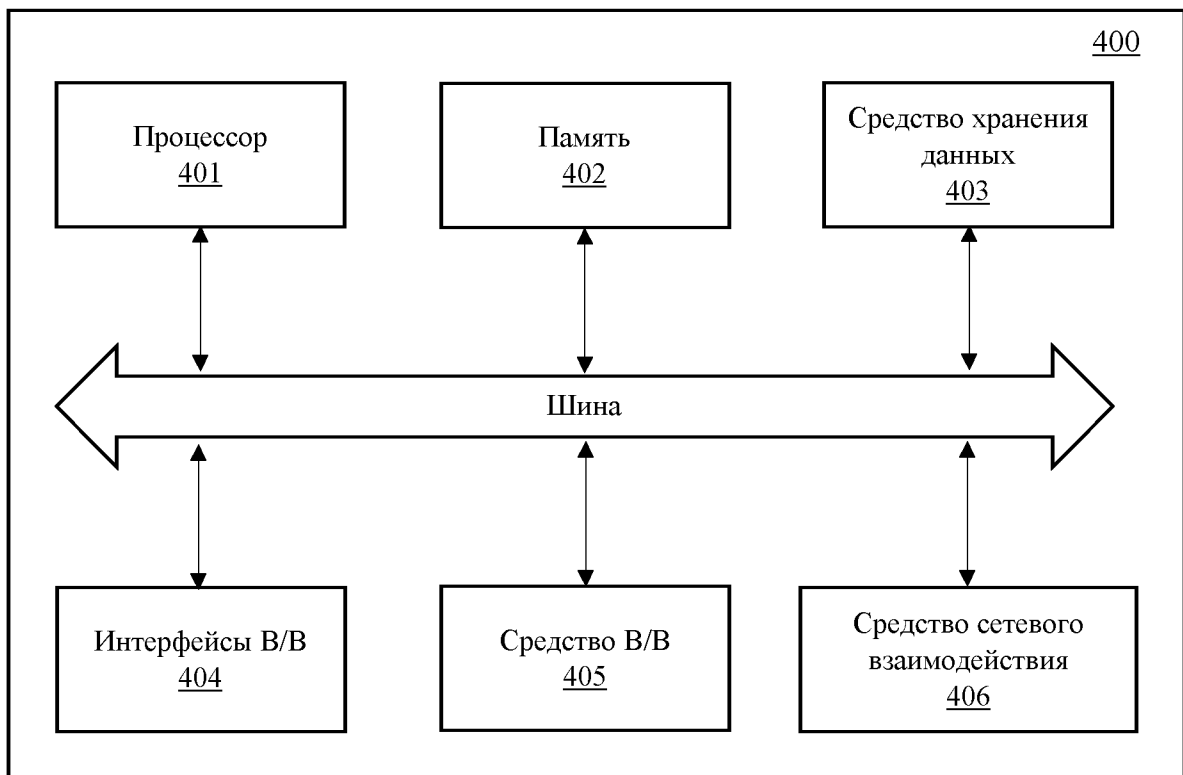 400
Процессор
401
Память
402
Средство хранения
данных
403
Шина
Интерфейсы В/В
404
Средство В/В
405
Средство сетевого
взаимодействия
406